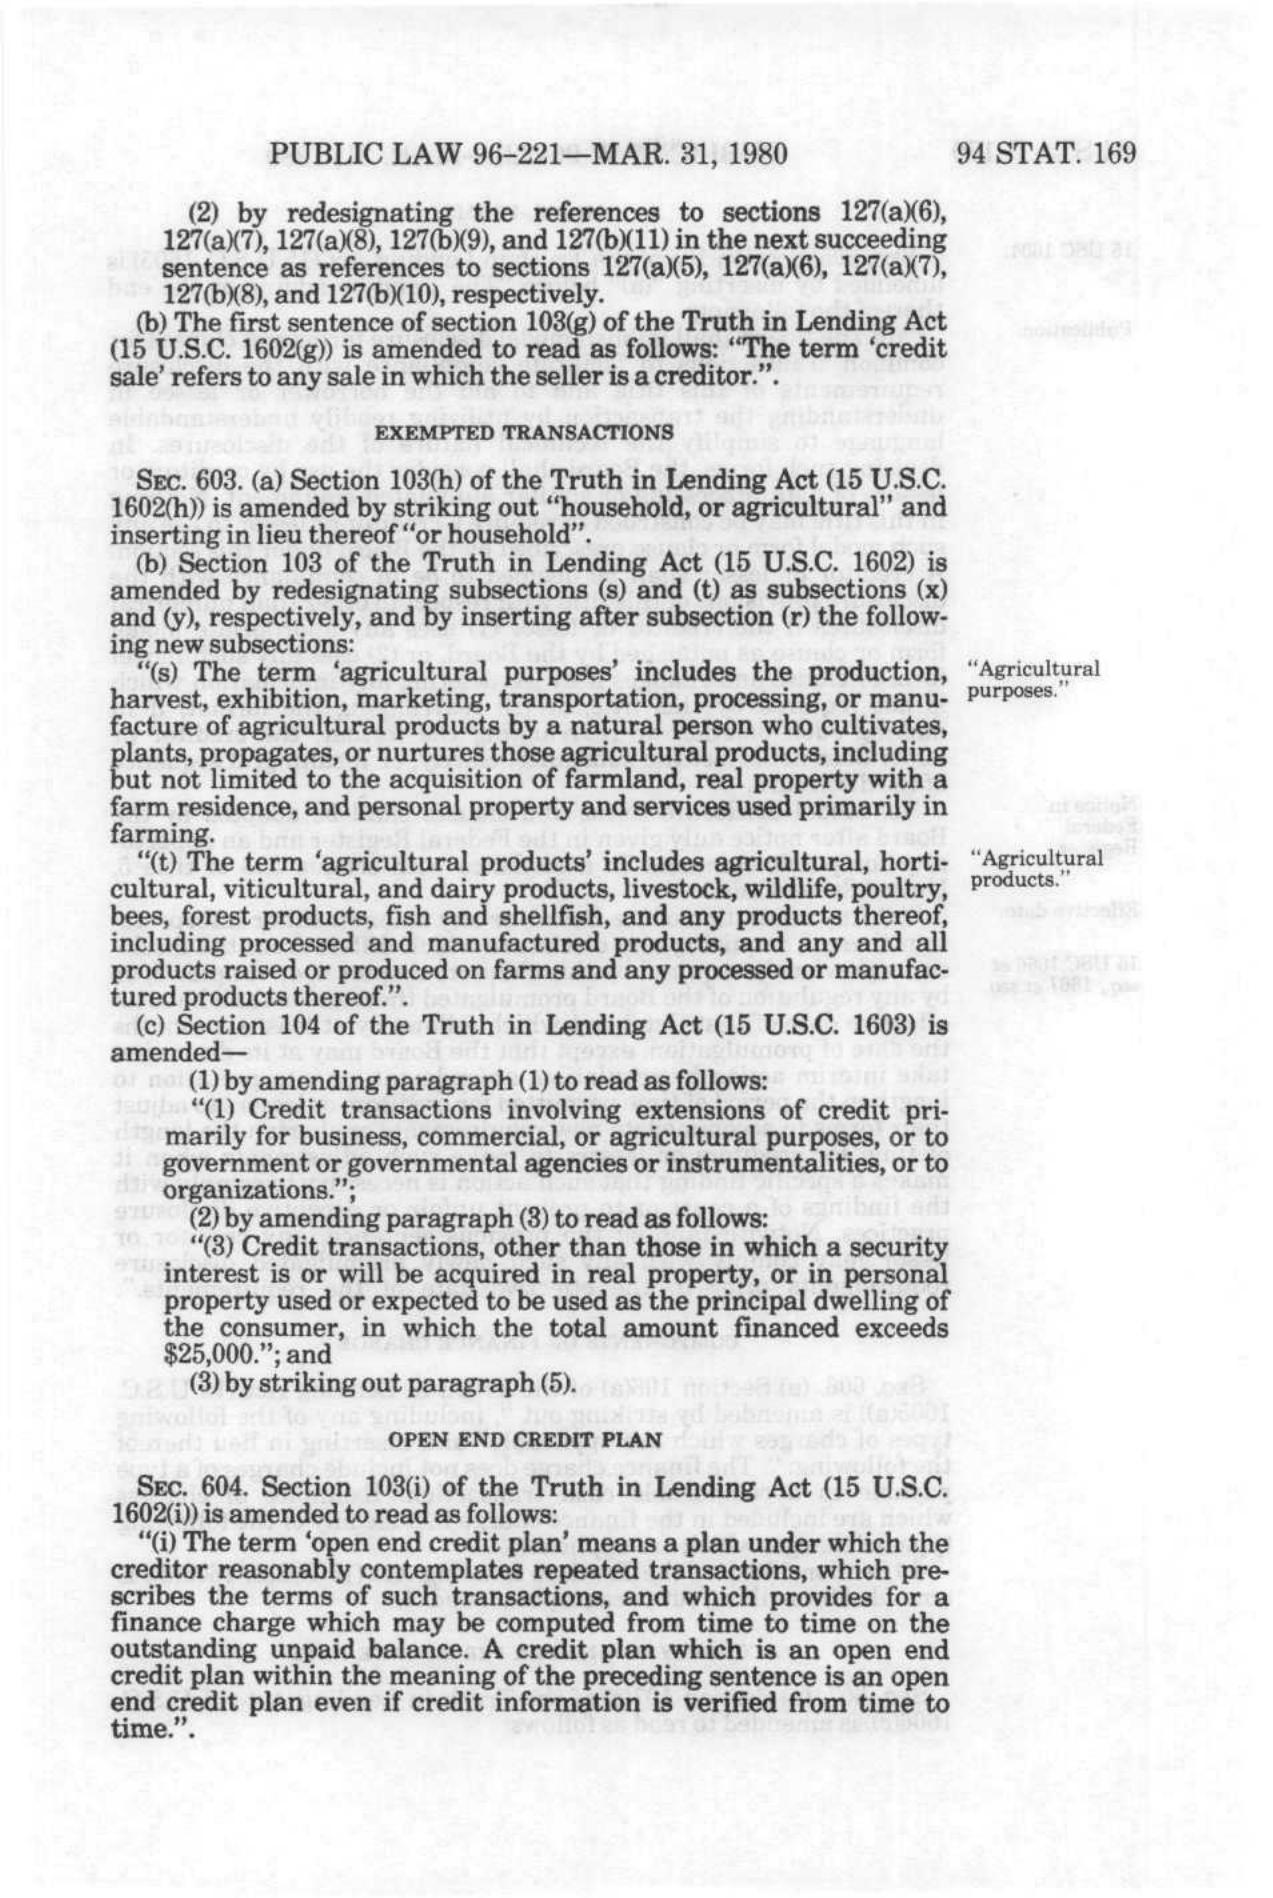 PUBLIC LAW 96-221—MAR. 31, 1980 94 STAT. 169
(2) by redesignating the references to sections 127(a)(6),
127(a)(7), 127(a)(8), 127(b)(9), and 127(b)(11) in the next succeeding
sentence as references to sections 127(a)(5), 127(a)(6), 127(a)(7),
127(b)(8), and 127(b)(10), respectively.
(b) The first sentence of section 103(g) of the Truth in Lending Act
(15 U.S.C. 1602(g)) is amended to read as follows: “The term ‘credit
sale’ refers to any sale in which the seller is a creditor.”.
EXEMPTED TRANSACTIONS
SEC. 603. (a) Section 103(h) of the Truth in Lending Act (15 U.S.C.
1602(h)) is amended by striking out “household, or agricultural” and
inserting in lieu thereof “or household”.
(b) Section 103 of the Truth in Lending Act (15 U.S.C. 1602) is
amended by redesignating subsections (s) and (t) as subsections (x)
and (y), respectively, and by inserting after subsection (r) the follow-
ing new subsections:
“(s) The term ‘agricultural purposes’ includes the production,
harvest, exhibition, marketing, transportation, processing, or manu-
facture of agricultural products by a natural person who cultivates,
plants, propagates, or nurtures those agricultural products, including
but not limited to the acquisition of farmland, real property with a
farm residence, and personal property and services used primarily in
farming.
“Agricultural
purposes.”
“(t) The term ‘agricultural products’ includes agricultural, horti-
cultural, viticultural, and dairy products, livestock, wildlife, poultry,
bees, forest products, fish and shellfish, and any products thereof,
including processed and manufactured products, and any and all
products raised or produced on farms and any processed or manufac-
tured products thereof.”.
“Agricultural
products.”
(c) Section 104 of the Truth in Lending Act (15 U.S.C. 1603) is
amended—
(1) by amending paragraph (1) to read as follows:
“(1) Credit transactions involving extensions of credit pri-
marily for business, commercial, or agricultural purposes, or to
government or governmental agencies or instrumentalities, or to
organizations.”;
(2) by amending paragraph (3) to read as follows:
“(3) Credit transactions, other than those in which a security
interest is or will be acquired in real property, or in personal
property used or expected to be used as the principal dwelling of
the consumer, in which the total amount financed exceeds
$25,000.”; and
(3) by striking out paragraph (5).
OPEN END CREDIT PLAN
SEC. 604. Section 103(i) of the Truth in Lending Act (15 U.S.C.
1602(i)) is amended to read as follows:
“(i) The term ‘open end credit plan’ means a plan under which the
creditor reasonably contemplates repeated transactions, which pre-
scribes the terms of such transactions, and which provides for a
finance charge which may be computed from time to time on the
outstanding unpaid balance. A credit plan which is an open end
credit plan within the meaning of the preceding sentence is an open
end credit plan even if credit information is verified from time to
time.”.